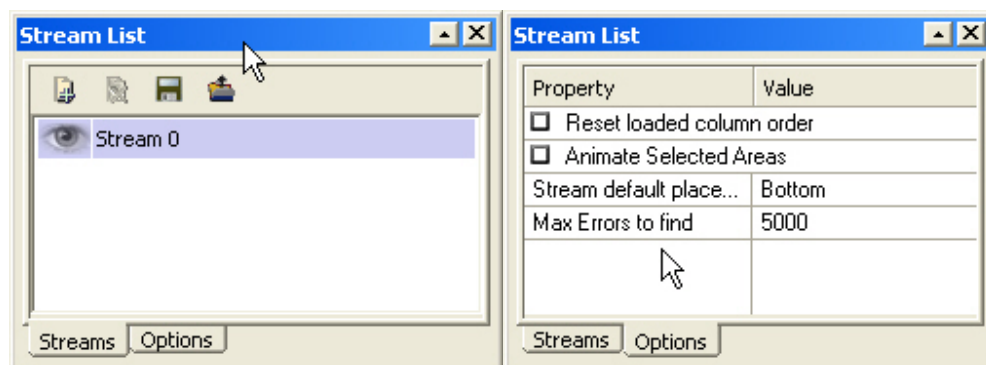 Stream List
Stream 0
Streams Options
Stream List
Property Value
Reset loaded column order
Animate Selected Areas
Stream default place... Bottom
Max Errors to find 5000
Streams Options